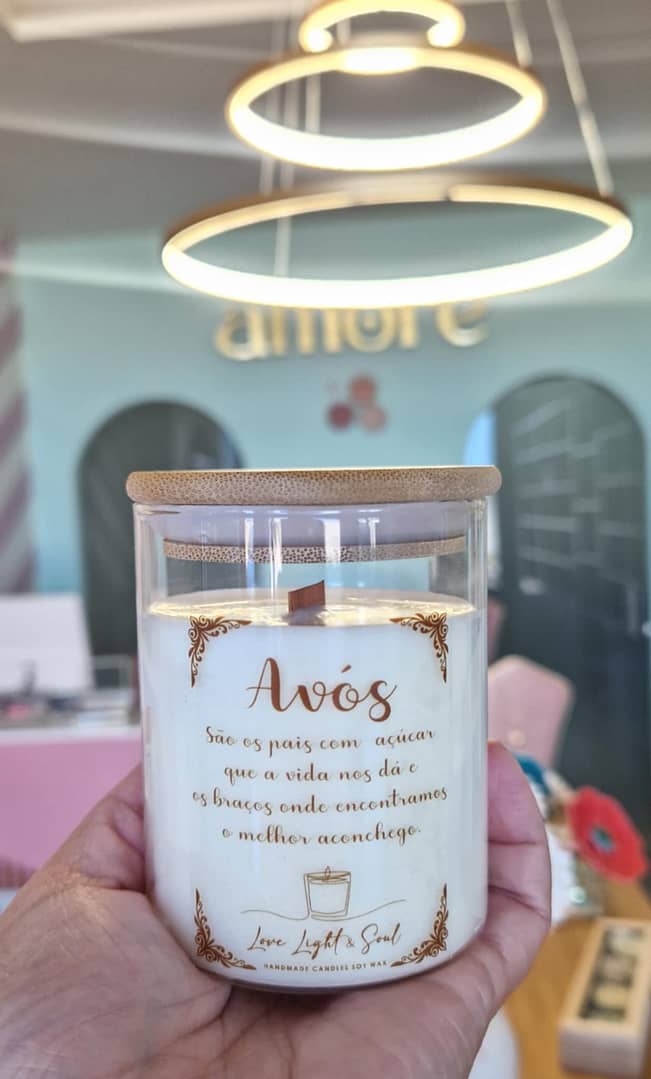 amore
Avós
São os pais com açúcar
que a vida nos dá e
os braços onde encontramos
o melhor aconchego.
Love Light & Soul
HANDMADE CANDLES SOY WAX